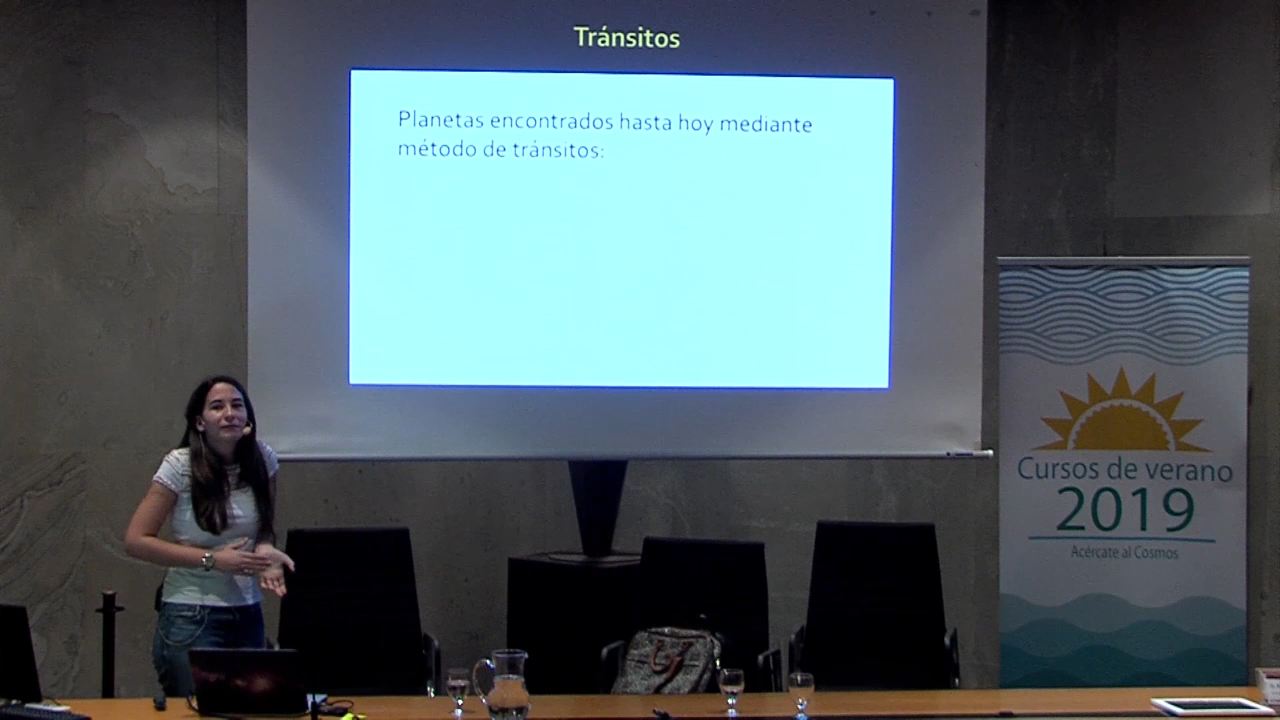 Tránsitos
Planetas encontrados hasta hoy mediante
método de tránsitos:
Cursos de verano
2019
Acércate al Cosmos